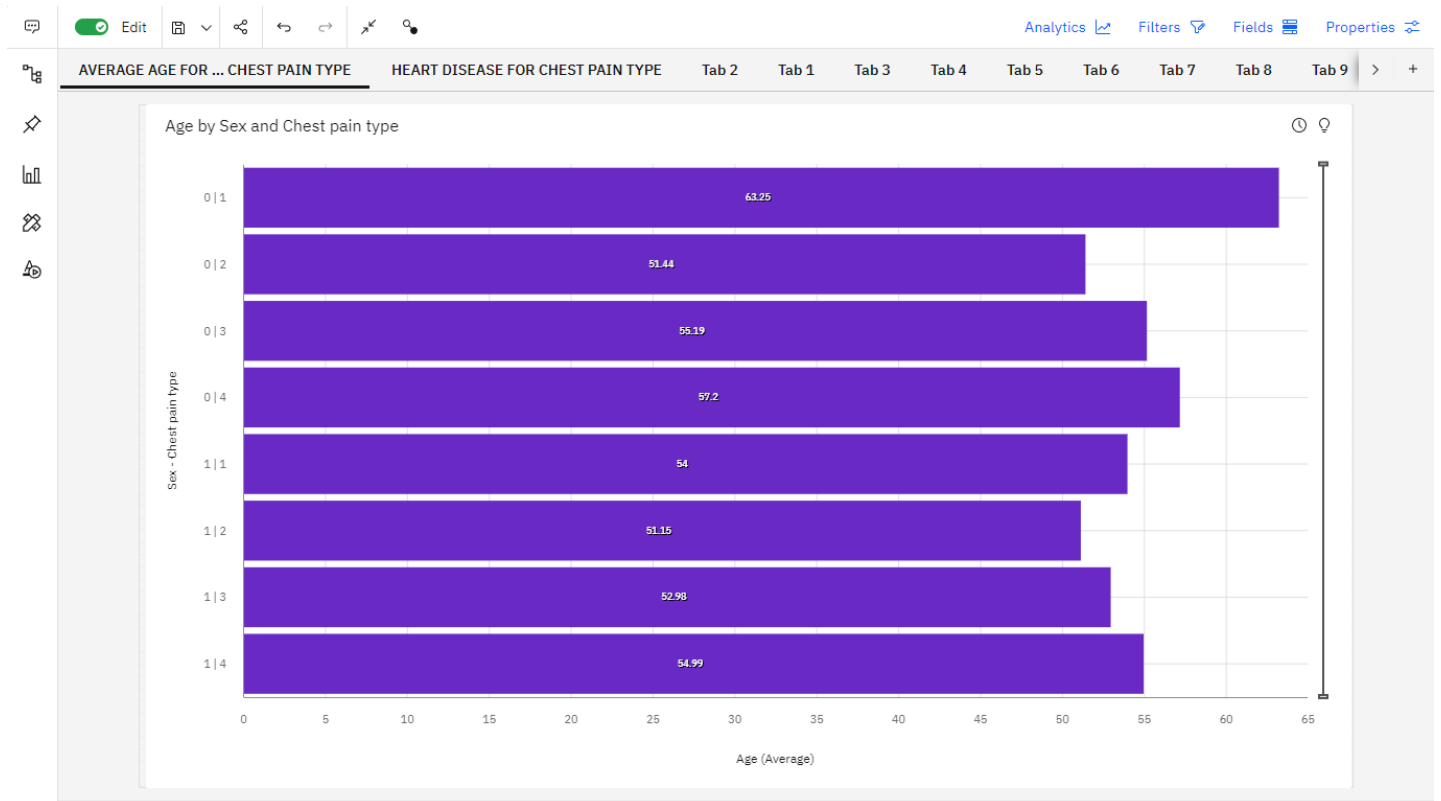 Edit
Analytics Filters Fields Properties
AVERAGE AGE FOR ... CHEST PAIN TYPE HEART DISEASE FOR CHEST PAIN TYPE Tab 2 Tab 1 Tab 3 Tab 4 Tab 5 Tab 6 Tab 7 Tab 8 Tab 9
Age by Sex and Chest pain type
Sex - Chest pain type
0|1 63.25
0|2 51.44
0|3 55.19
0|4 57.2
1|1 54
1|2 51.15
1|3 52.98
1|4 54.99
0 5 10 15 20 25 30 35 40 45 50 55 60 65
Age (Average)